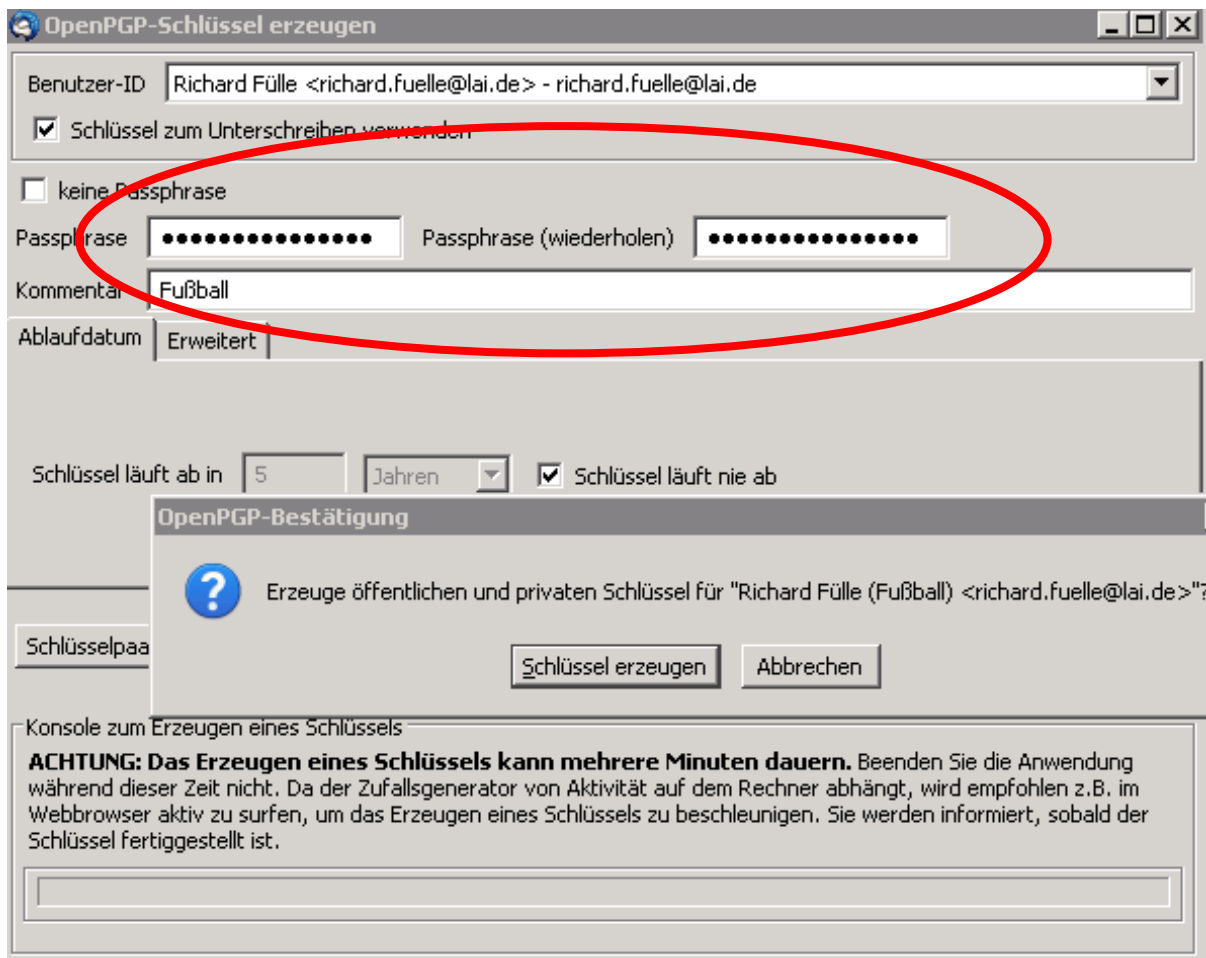 OpenPGP-Schlüssel erzeugen
Benutzer-ID Richard Fülle <richard.fuelle@lai.de> - richard.fuelle@lai.de
Schlüssel zum Unterschreiben verwenden
keine Passphrase
Passphrase ●●●●●●●●●●●●●●● Passphrase (wiederholen) ●●●●●●●●●●●●●●●
Kommentar Fußball
Ablaufdatum Erweitert
Schlüssel läuft ab in 5 Jahren Schlüssel läuft nie ab
OpenPGP-Bestätigung
Erzeuge öffentlichen und privaten Schlüssel für "Richard Fülle (Fußball) <richard.fuelle@lai.de>"?
Schlüsselpaa
Schlüssel erzeugen Abbrechen
Konsole zum Erzeugen eines Schlüssels
ACHTUNG: Das Erzeugen eines Schlüssels kann mehrere Minuten dauern. Beenden Sie die Anwendung
während dieser Zeit nicht. Da der Zufallsgenerator von Aktivität auf dem Rechner abhängt, wird empfohlen z.B. im
Webbrowser aktiv zu surfen, um das Erzeugen eines Schlüssels zu beschleunigen. Sie werden informiert, sobald der
Schlüssel fertiggestellt ist.